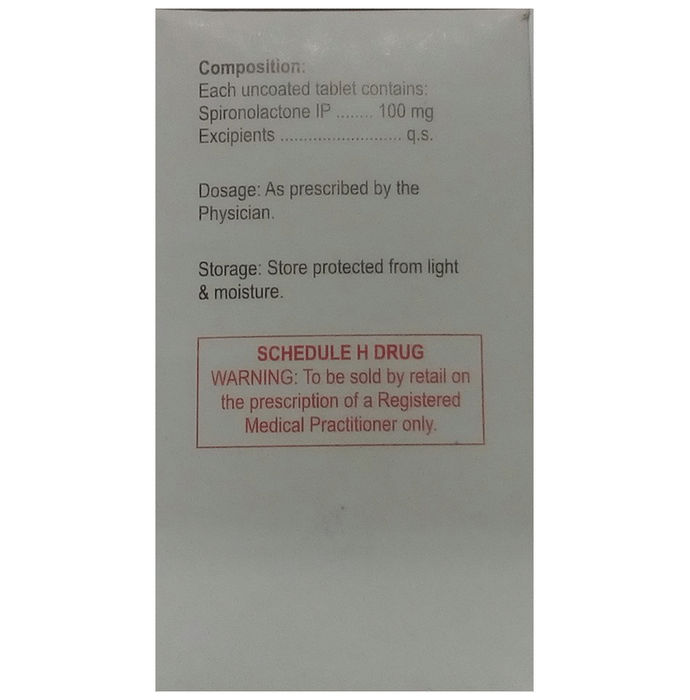 Composition:
Each uncoated tablet contains:
Spironolactone IP ........ 100 mg
Excipients .......................... q.s.
Dosage: As prescribed by the
Physician.
Storage: Store protected from light
& moisture.
SCHEDULE H DRUG
WARNING: To be sold by retail on
the prescription of a Registered
Medical Practitioner only.